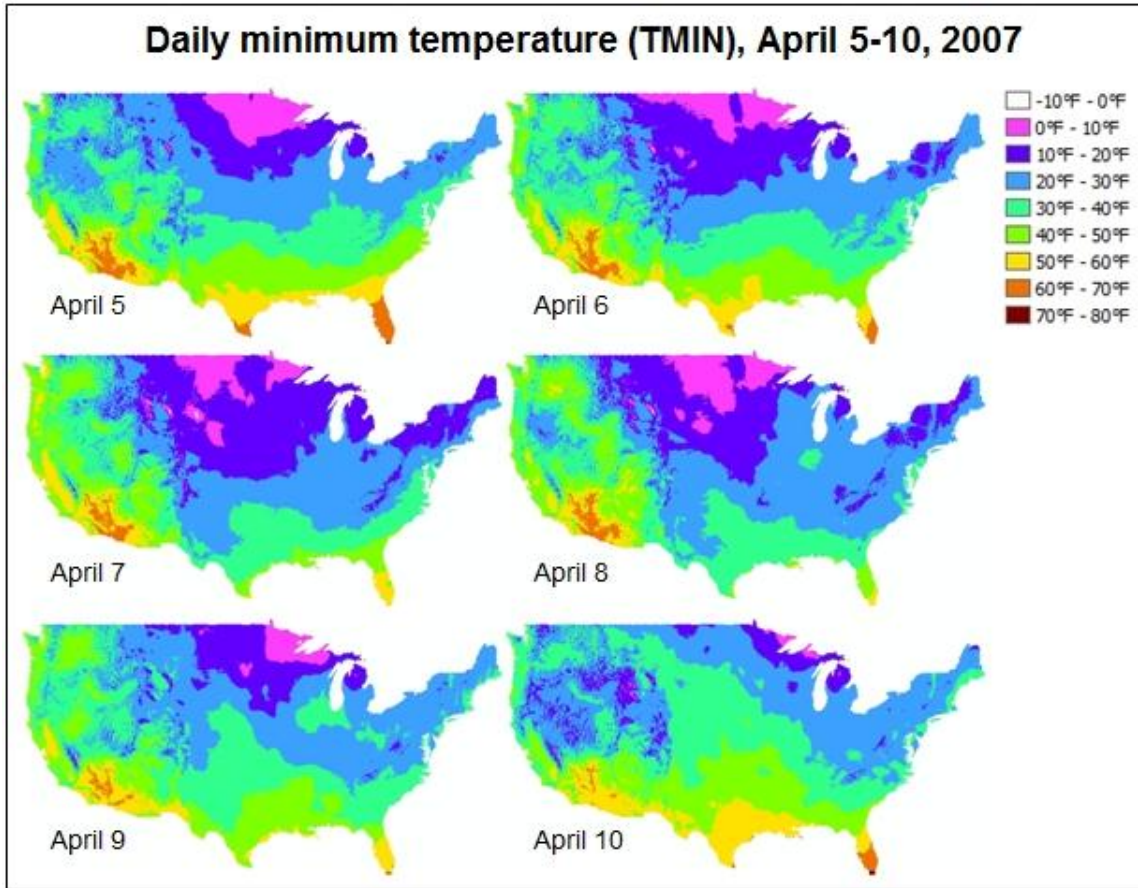 Daily minimum temperature (TMIN), April 5-10, 2007
-10°F - 0°F
0°F - 10°F
10°F - 20°F
20°F - 30°F
30°F - 40°F
40°F - 50°F
50°F - 60°F
60°F - 70°F
70°F - 80°F
April 5
April 6
April 7
April 8
April 9
April 10